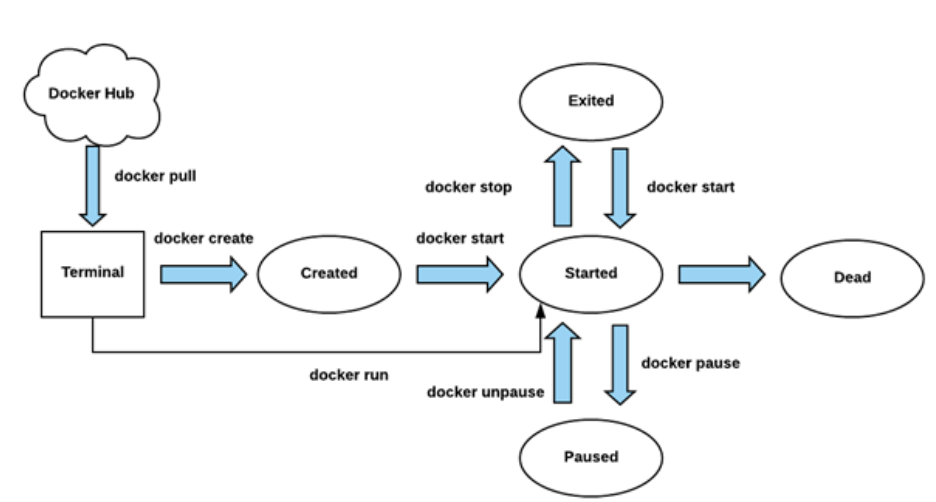 Docker Hub
docker pull
Terminal
docker create
Created
docker start
Started
docker stop
Exited
docker start
Dead
docker run
docker unpause
docker pause
Paused